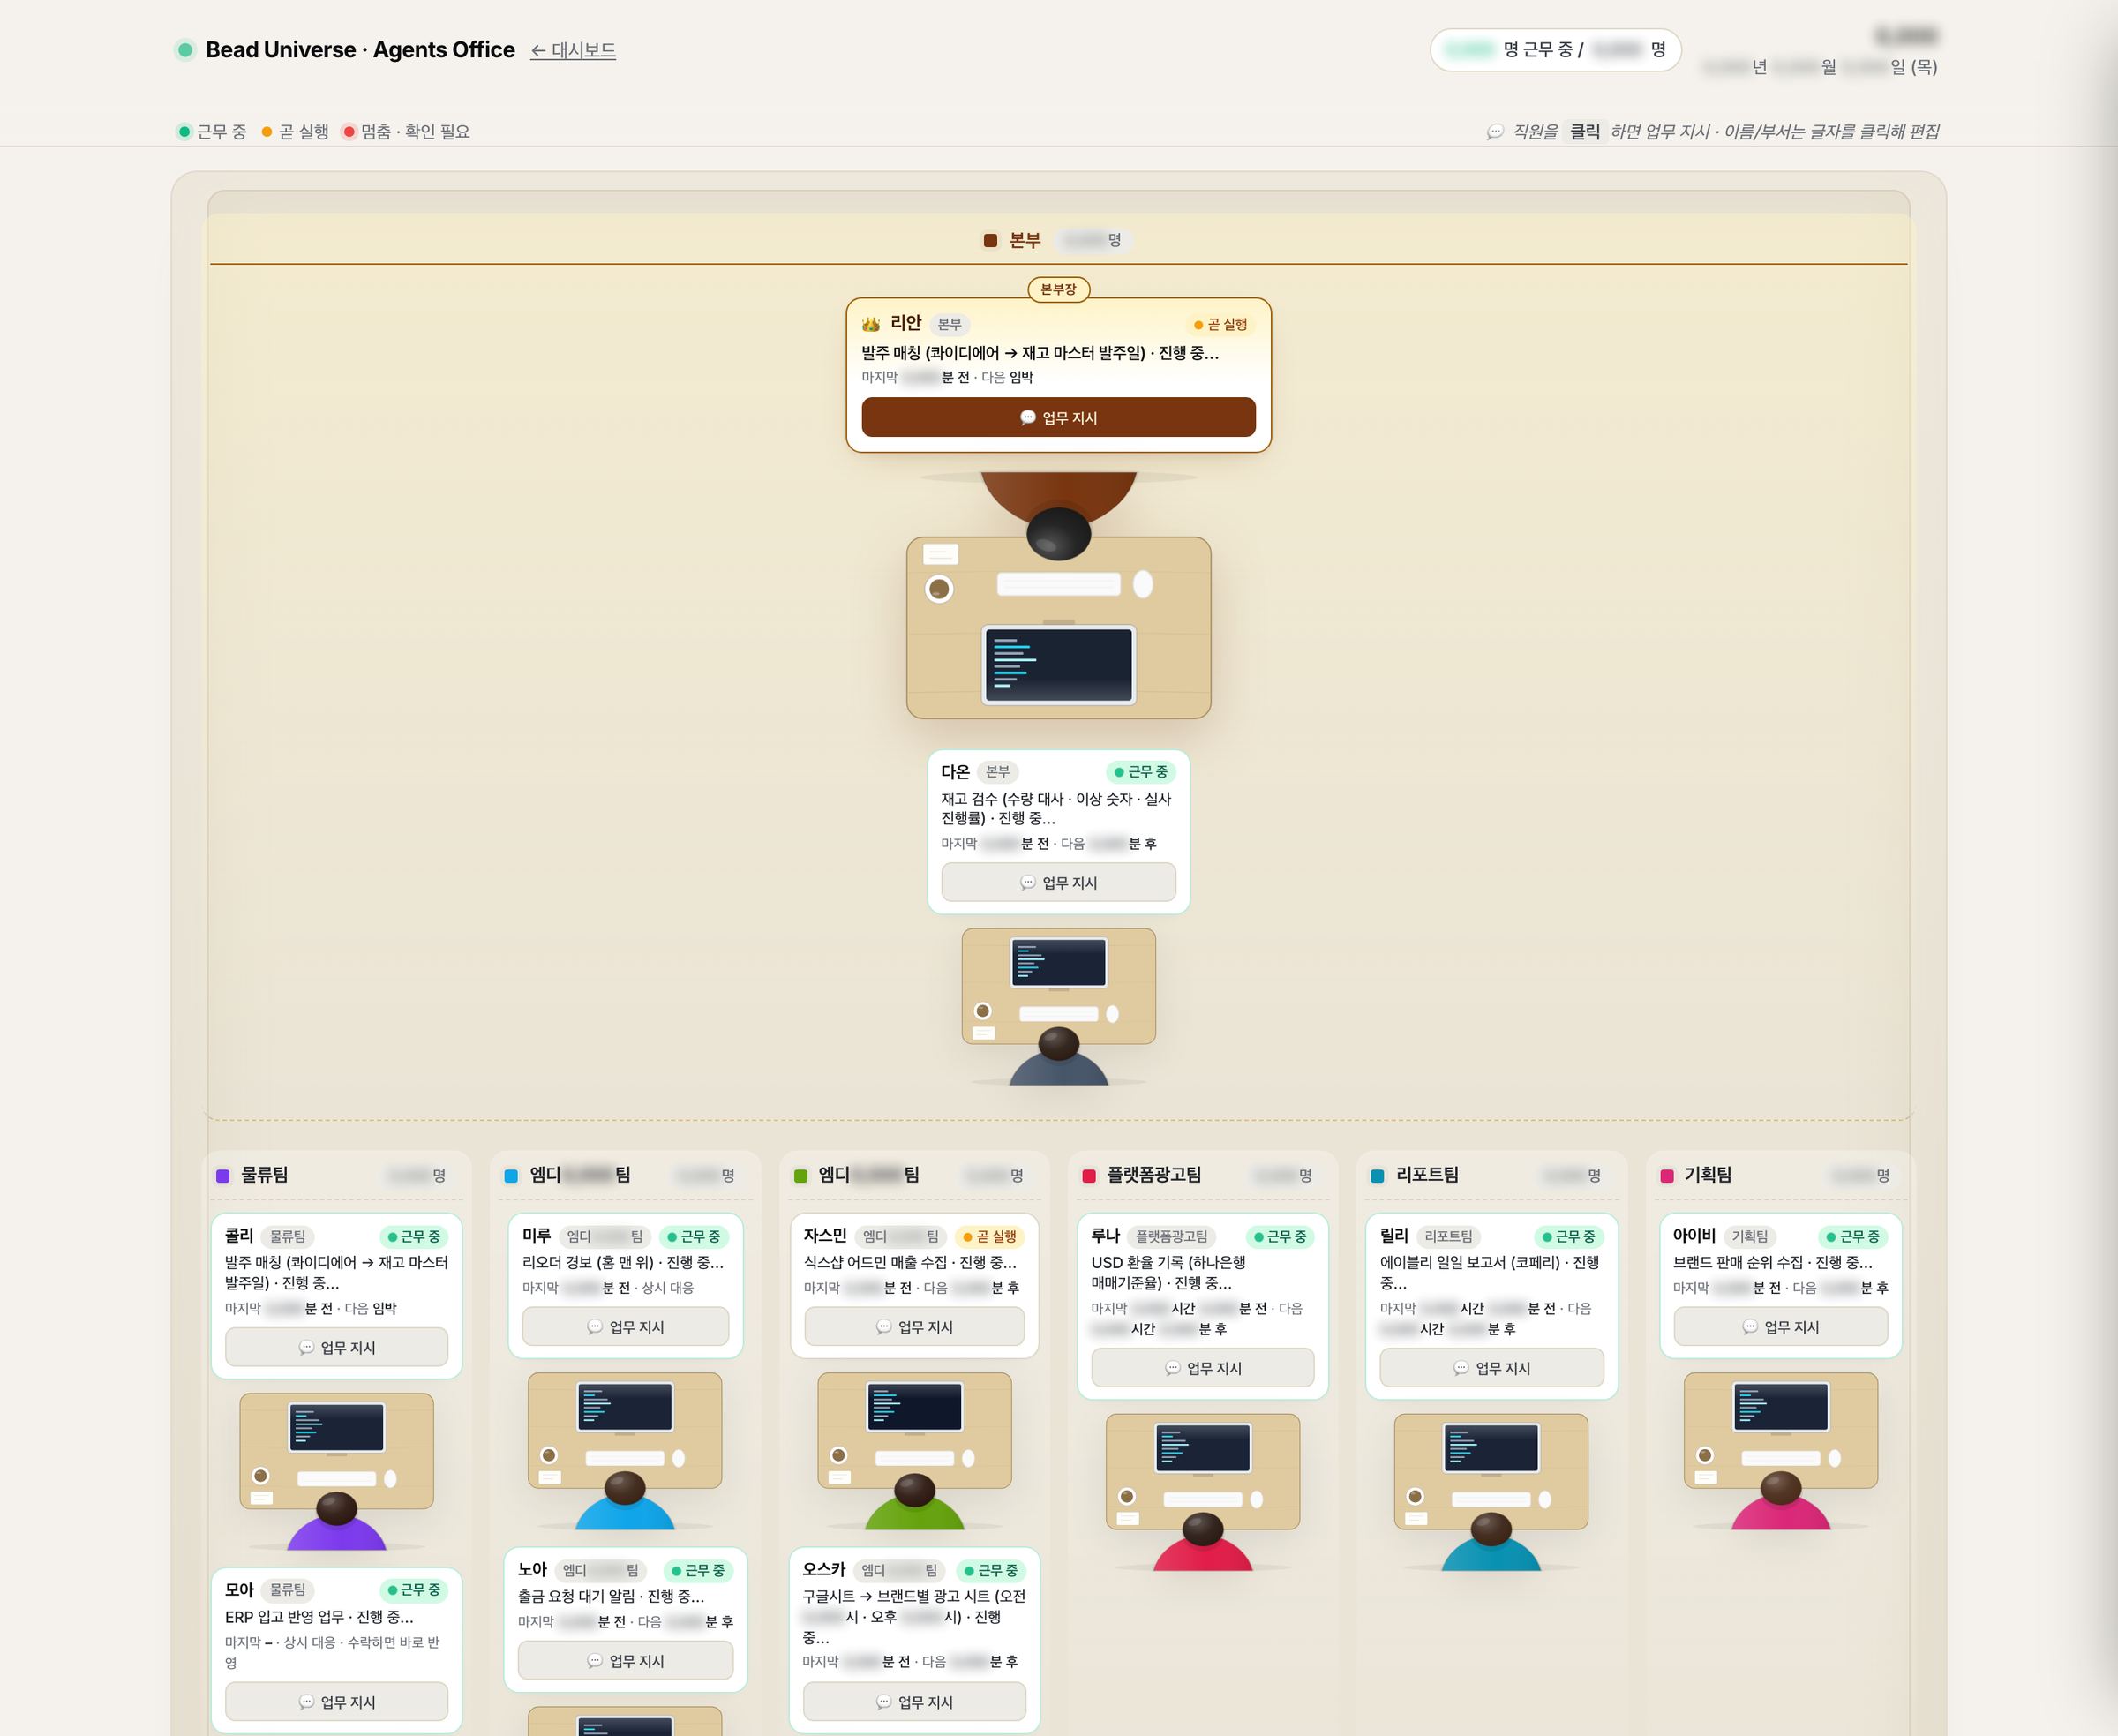 Bead Universe · Agents Office ← 대시보드
명 근무 중 / 명
년 월 일 (목)
근무 중 곧 실행 멈춤 · 확인 필요
직원을 클릭 하면 업무 지시 · 이름/부서는 글자를 클릭해 편집
본부 명
본부장
리안 본부 곧 실행
발주 매칭 (콰이디에어 → 재고 마스터 발주일) · 진행 중...
마지막 분 전 · 다음 임박
업무 지시
다온 본부 근무 중
재고 검수 (수량 대사 · 이상 숫자 · 실사
진행률) · 진행 중...
마지막 분 전 · 다음 분 후
업무 지시
물류팀 명
콜리 물류팀 근무 중
발주 매칭 (콰이디에어 → 재고 마스터
발주일) · 진행 중...
마지막 분 전 · 다음 임박
업무 지시
모아 물류팀 근무 중
ERP 입고 반영 업무 · 진행 중...
마지막 – · 상시 대응 · 수락하면 바로 반
영
업무 지시
엠디 팀 명
미루 엠디 팀 근무 중
리오더 경보 (홈 맨 위) · 진행 중...
마지막 분 전 · 상시 대응
업무 지시
노아 엠디 팀 근무 중
출금 요청 대기 알림 · 진행 중...
마지막 분 전 · 다음 분 후
업무 지시
엠디 팀 명
자스민 엠디 팀 곧 실행
식스샵 어드민 매출 수집 · 진행 중...
마지막 분 전 · 다음 분 후
업무 지시
오스카 엠디 팀 근무 중
구글시트 → 브랜드별 광고 시트 (오전
시 · 오후 시) · 진행
중...
마지막 분 전 · 다음 분 후
업무 지시
플랫폼광고팀 명
루나 플랫폼광고팀 근무 중
USD 환율 기록 (하나은행
매매기준율) · 진행 중...
마지막 시간 분 전 · 다음
시간 분 후
업무 지시
리포트팀 명
릴리 리포트팀 근무 중
에이블리 일일 보고서 (코페리) · 진행
중...
마지막 시간 분 전 · 다음
시간 분 후
업무 지시
기획팀 명
아이비 기획팀 근무 중
브랜드 판매 순위 수집 · 진행 중...
마지막 분 전 · 다음 분 후
업무 지시